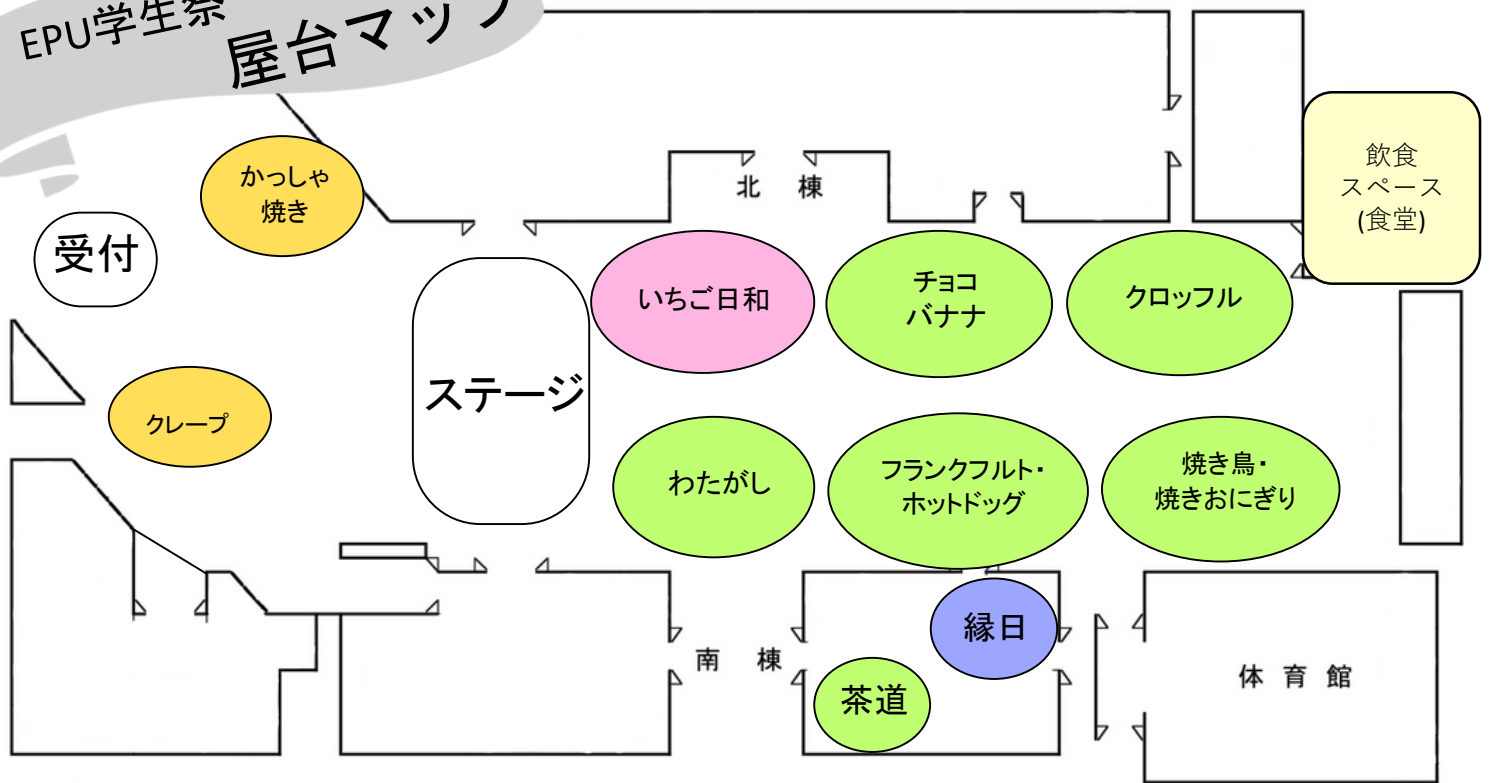 EPU学生祭
屋台マップ
かっしゃ
焼き
受付
クレープ
ステージ
北 棟
いちご日和
チョコ
バナナ
クロッフル
飲食
スペース
(食堂)
わたがし
フランクフルト・
ホットドッグ
焼き鳥・
焼きおにぎり
縁日
南 棟
茶道
体 育 館